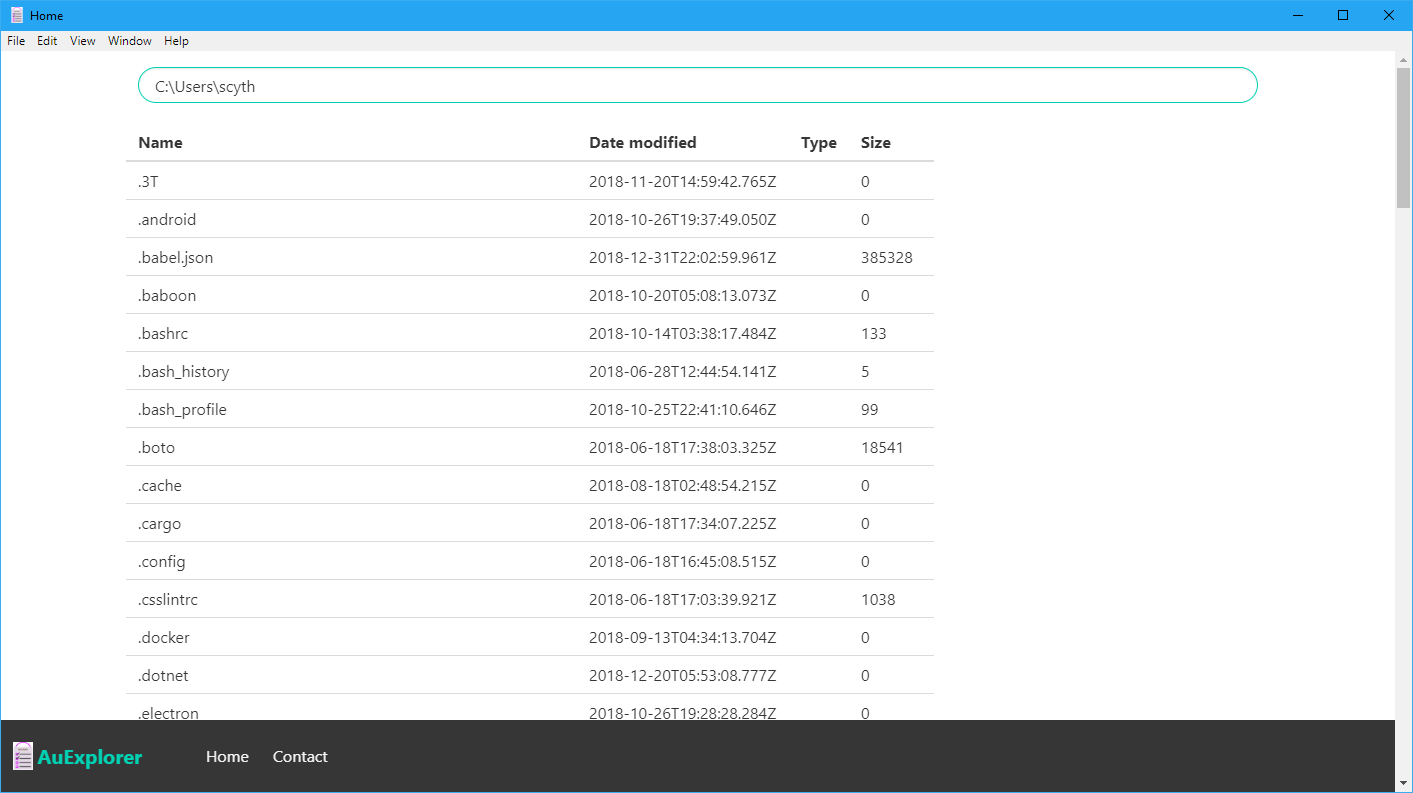 Home
File Edit View Window Help
C:\Users\scyth
Name Date modified Type Size
.3T 2018-11-20T14:59:42.765Z 0
.android 2018-10-26T19:37:49.050Z 0
.babel.json 2018-12-31T22:02:59.961Z 385328
.baboon 2018-10-20T05:08:13.073Z 0
.bashrc 2018-10-14T03:38:17.484Z 133
.bash_history 2018-06-28T12:44:54.141Z 5
.bash_profile 2018-10-25T22:41:10.646Z 99
.boto 2018-06-18T17:38:03.325Z 18541
.cache 2018-08-18T02:48:54.215Z 0
.cargo 2018-06-18T17:34:07.225Z 0
.config 2018-06-18T16:45:08.515Z 0
.csslintrc 2018-06-18T17:03:39.921Z 1038
.docker 2018-09-13T04:34:13.704Z 0
.dotnet 2018-12-20T05:53:08.777Z 0
.electron 2018-10-26T19:28:28.284Z 0
AuExplorer Home Contact